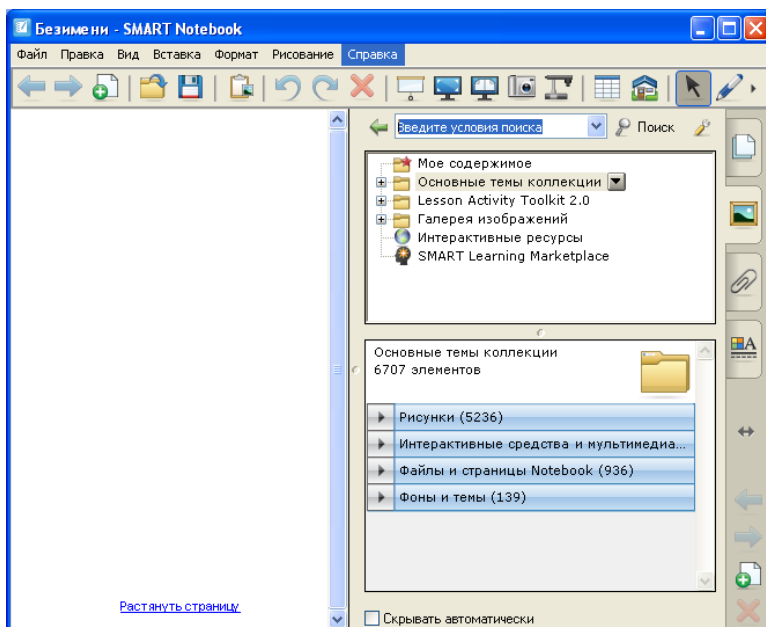 Безимени - SMART Notebook
Файл Правка Вид Вставка Формат Рисование Справка
Введите условия поиска Поиск
Мое содержимое
Основные темы коллекции
Lesson Activity Toolkit 2.0
Галерея изображений
Интерактивные ресурсы
SMART Learning Marketplace
Основные темы коллекции
6707 элементов
Рисунки (5236)
Интерактивные средства и мультимедиа...
Файлы и страницы Notebook (936)
Фоны и темы (139)
Растянуть страницу
Скрывать автоматически